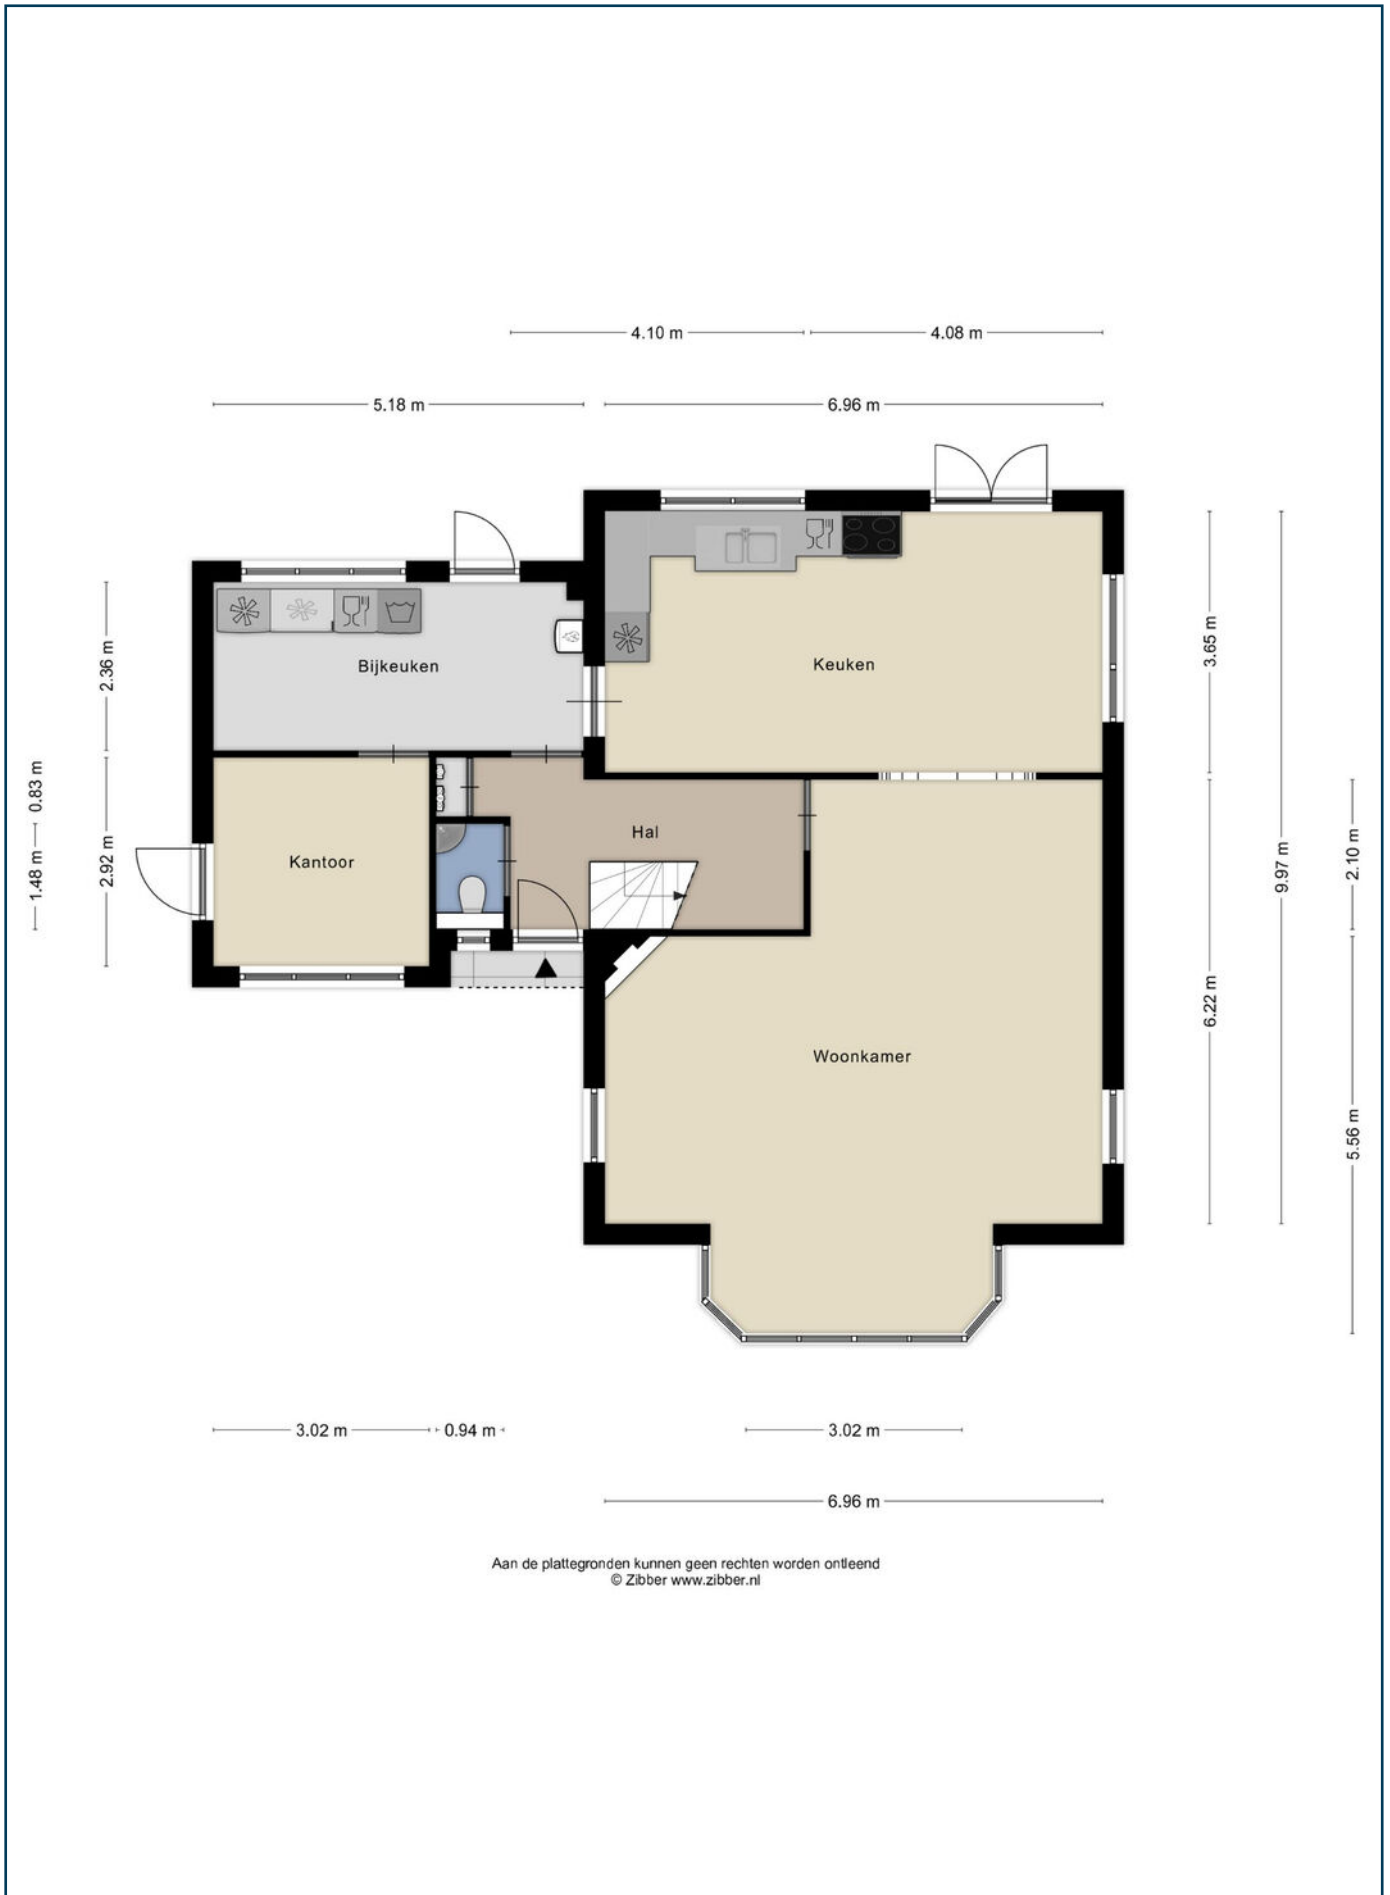 4.10 m
4.08 m
5.18 m
6.96 m
Bijkeuken
Keuken
2.36 m
3.65 m
0.83 m
Hal
Kantoor
1.48 m
2.92 m
9.97 m
2.10 m
6.22 m
Woonkamer
5.56 m
3.02 m
0.94 m
3.02 m
6.96 m
Aan de plattegronden kunnen geen rechten worden ontleend
© Zibber www.zibber.nl